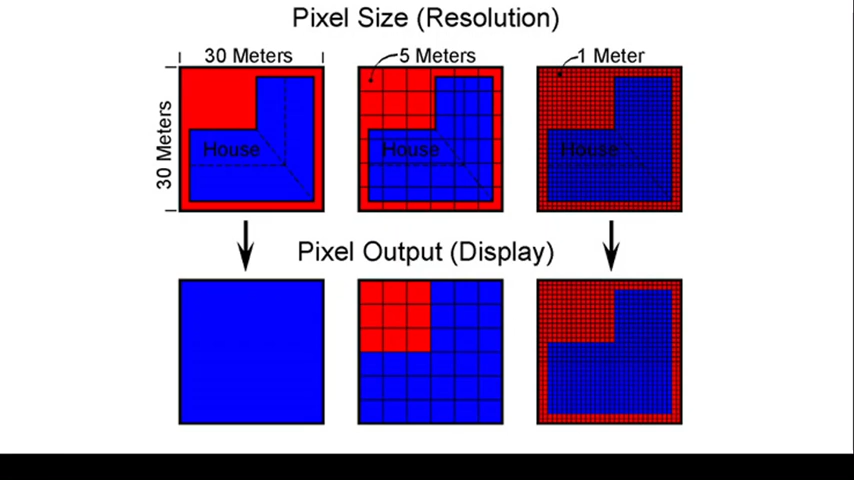 Pixel Size (Resolution)
30 Meters
5 Meters
1 Meter
30 Meters
House
House
House
Pixel Output (Display)